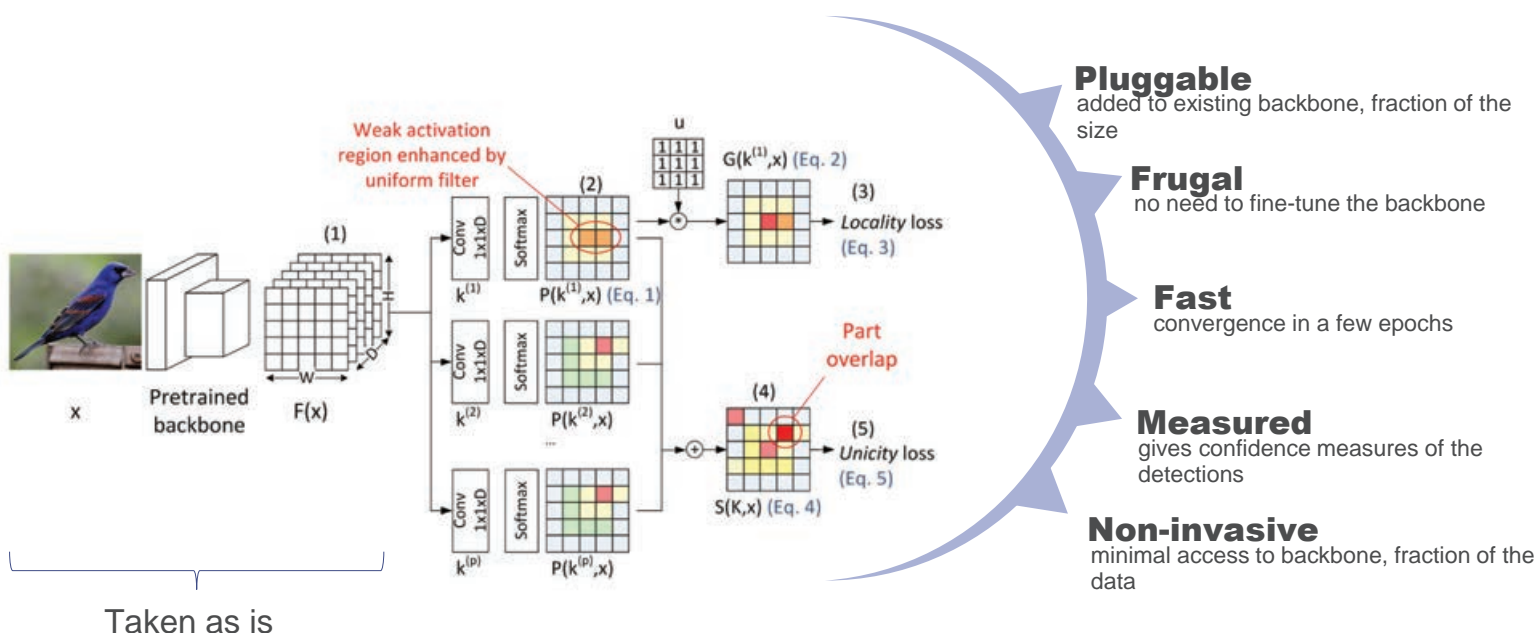 Weak activation
region enhanced by
uniform filter
u
1 1 1
1 1 1
1 1 1
(1)
(2)
G(k^(1),x) (Eq. 2)
(3)
Locality loss
(Eq. 3)
Conv
1x1xD
Softmax
k^(1)
P(k^(1),x) (Eq. 1)
H
D
W
x
Pretrained
backbone
F(x)
Conv
1x1xD
Softmax
k^(2)
P(k^(2),x)
...
Part
overlap
(4)
(5)
Unicity loss
(Eq. 5)
S(K,x) (Eq. 4)
Conv
1x1xD
Softmax
k^(p)
P(k^(p),x)
Taken as is
Pluggable
added to existing backbone, fraction of the
size
Frugal
no need to fine-tune the backbone
Fast
convergence in a few epochs
Measured
gives confidence measures of the
detections
Non-invasive
minimal access to backbone, fraction of the
data